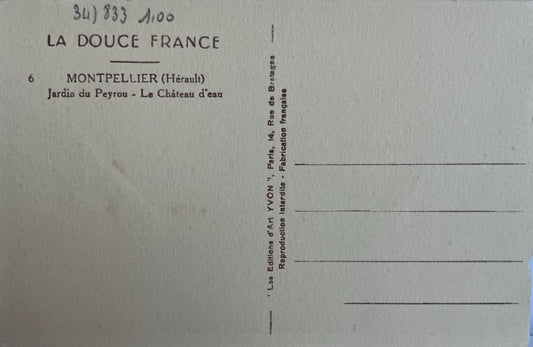 34) 833 1,00
LA DOUCE FRANCE
6 MONTPELLIER (Hérault)
Jardin du Peyrou - Le Château d'eau
"Les Editions d'Art YVON", Paris, 14, Rue de Bretagne
Reproduction interdite - Fabrication française